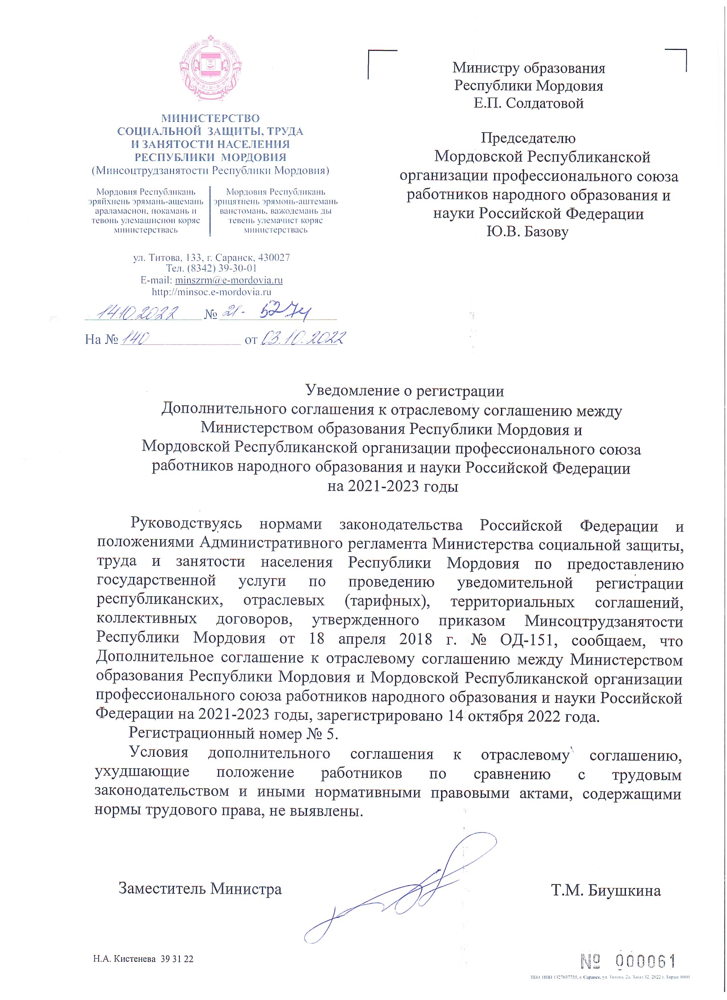 МИНИСТЕРСТВО
СОЦИАЛЬНОЙ ЗАЩИТЫ, ТРУДА
И ЗАНЯТОСТИ НАСЕЛЕНИЯ
РЕСПУБЛИКИ МОРДОВИЯ
(Минсоцтрудзанятости Республики Мордовия)
Мордовия Республикань
эряйхнень эрямань-ащемань
араламаснон, покамань и
тевонь улемашиснон коряс
министерствась
Мордовия Республикань
эрицятнень эрямонь-аштемань
ванстомань, важодемань ды
тевень улемачист коряс
министерствась
ул. Титова, 133, г. Саранск, 430027
Тел. (8342) 39-30-01
E-mail: minszrm@e-mordovia.ru
http://minsoc.e-mordovia.ru
14.10.2022 № 21- 5274
На № 140 от 03.10.2022
Министру образования
Республики Мордовия
Е.П. Солдатовой
Председателю
Мордовской Республиканской
организации профессионального союза
работников народного образования и
науки Российской Федерации
Ю.В. Базову
Уведомление о регистрации
Дополнительного соглашения к отраслевому соглашению между
Министерством образования Республики Мордовия и
Мордовской Республиканской организации профессионального союза
работников народного образования и науки Российской Федерации
на 2021-2023 годы
Руководствуясь нормами законодательства Российской Федерации и
положениями Административного регламента Министерства социальной защиты,
труда и занятости населения Республики Мордовия по предоставлению
государственной услуги по проведению уведомительной регистрации
республиканских, отраслевых (тарифных), территориальных соглашений,
коллективных договоров, утвержденного приказом Минсоцтрудзанятости
Республики Мордовия от 18 апреля 2018 г. № ОД-151, сообщаем, что
Дополнительное соглашение к отраслевому соглашению между Министерством
образования Республики Мордовия и Мордовской Республиканской организации
профессионального союза работников народного образования и науки Российской
Федерации на 2021-2023 годы, зарегистрировано 14 октября 2022 года.
Регистрационный номер № 5.
Условия дополнительного соглашения к отраслевому соглашению,
ухудшающие положение работников по сравнению с трудовым
законодательством и иными нормативными правовыми актами, содержащими
нормы трудового права, не выявлены.
Заместитель Министра
Т.М. Биушкина
Н.А. Кистенева 39 31 22
№ 000061
ТКО. ИНН 1327037755, г. Саранск, ул. Титова, 2а. Заказ 32. 2022 г. Тираж 8000